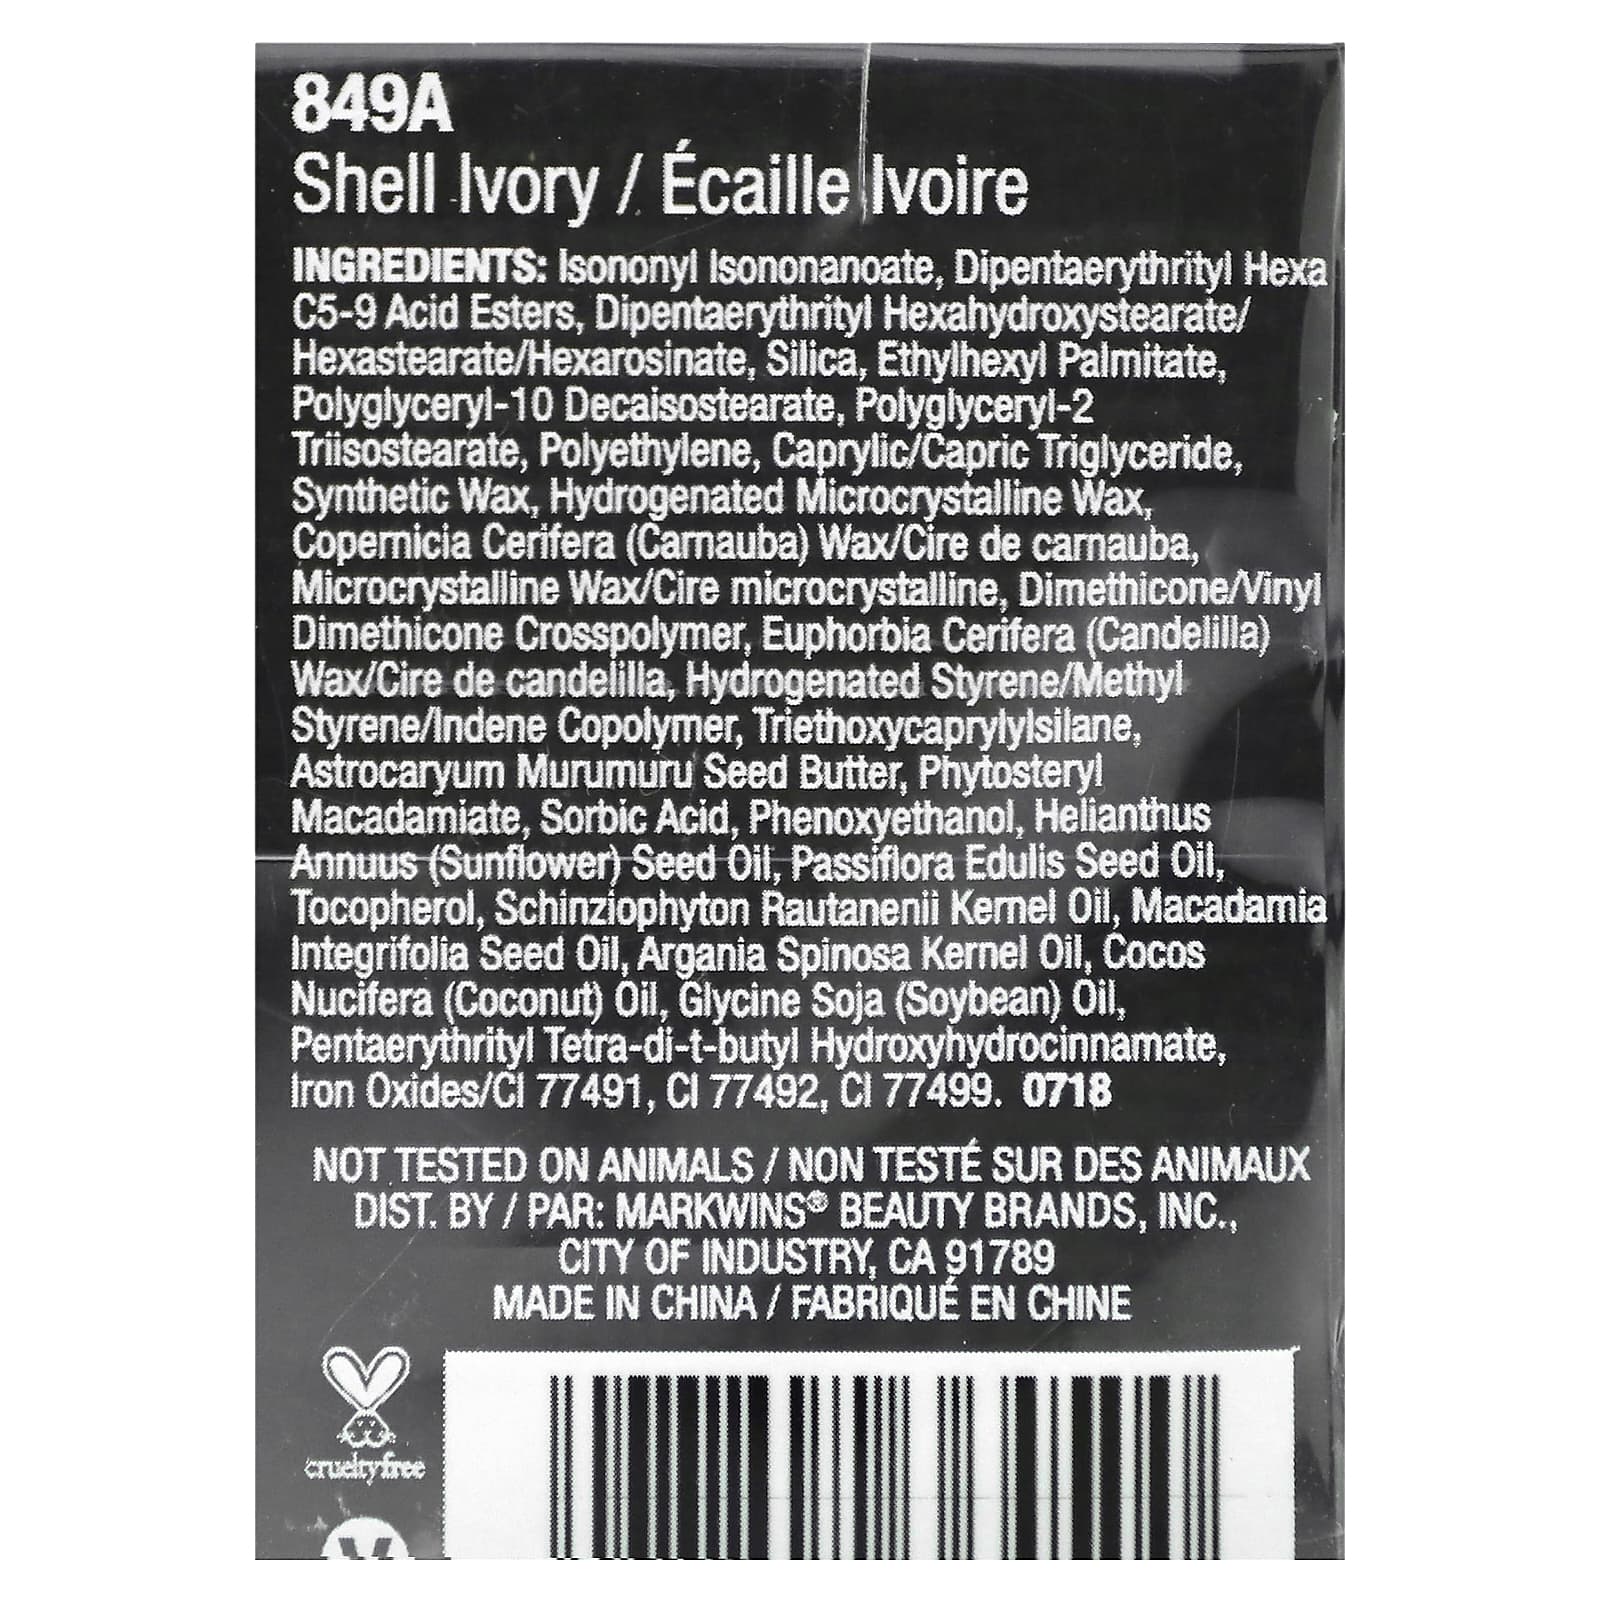 849A
Shell Ivory / Écaille Ivoire
INGREDIENTS: Isononyl Isononanoate, Dipentaerythrityl Hexa
C5-9 Acid Esters, Dipentaerythrityl Hexahydroxystearate/
Hexastearate/Hexarosinate, Silica, Ethylhexyl Palmitate,
Polyglyceryl-10 Decaisostearate, Polyglyceryl-2
Triisostearate, Polyethylene, Caprylic/Capric Triglyceride,
Synthetic Wax, Hydrogenated Microcrystalline Wax,
Copernicia Cerifera (Carnauba) Wax/Cire de carnauba,
Microcrystalline Wax/Cire microcrystalline, Dimethicone/Vinyl
Dimethicone Crosspolymer, Euphorbia Cerifera (Candelilla)
Wax/Cire de candelilla, Hydrogenated Styrene/Methyl
Styrene/Indene Copolymer, Triethoxycaprylylsilane,
Astrocaryum Murumuru Seed Butter, Phytosteryl
Macadamiate, Sorbic Acid, Phenoxyethanol, Helianthus
Annuus (Sunflower) Seed Oil, Passiflora Edulis Seed Oil,
Tocopherol, Schinziophyton Rautanenii Kernel Oil, Macadamia
Integrifolia Seed Oil, Argania Spinosa Kernel Oil, Cocos
Nucifera (Coconut) Oil, Glycine Soja (Soybean) Oil,
Pentaerythrityl Tetra-di-t-butyl Hydroxyhydrocinnamate,
Iron Oxides/CI 77491, CI 77492, CI 77499. 0718
NOT TESTED ON ANIMALS / NON TESTÉ SUR DES ANIMAUX
DIST. BY / PAR: MARKWINS® BEAUTY BRANDS, INC.,
CITY OF INDUSTRY, CA 91789
MADE IN CHINA / FABRIQUÉ EN CHINE
crueltyfree
V